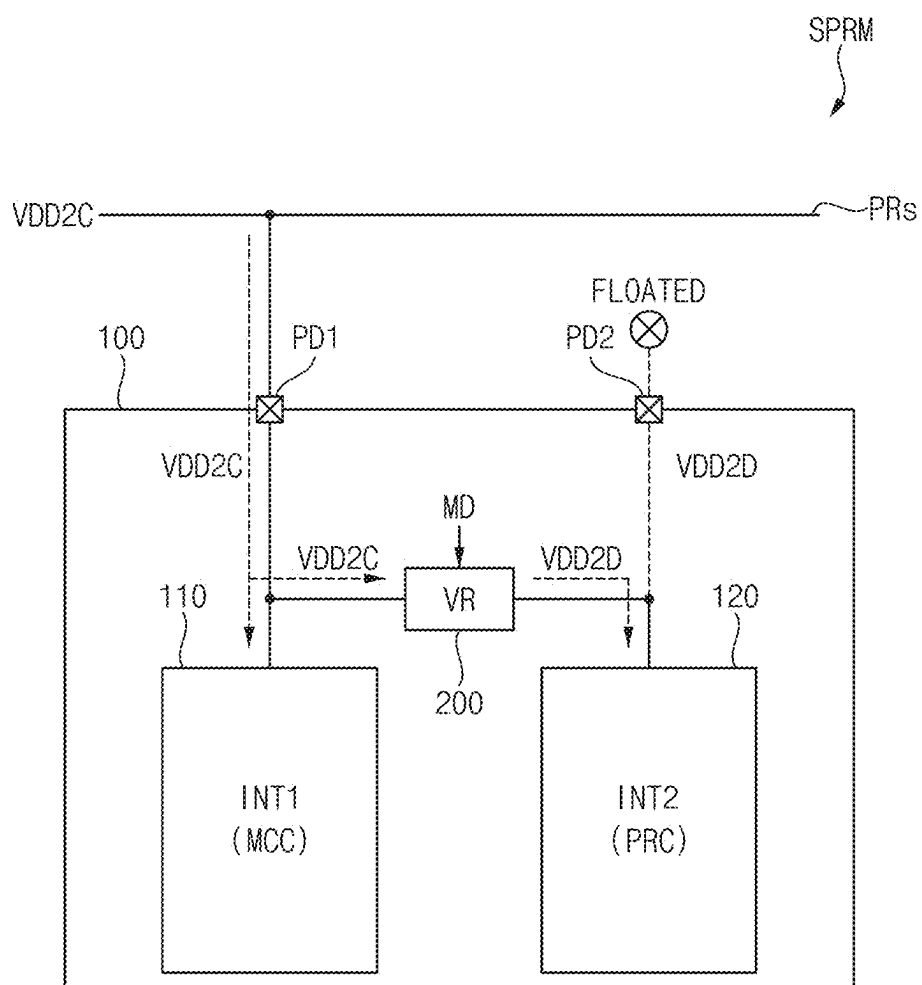 SPRM
VDD2C
PRs
FLOATED
100
PD1
PD2
VDD2C
VDD2D
MD
VDD2C
VDD2D
110
VR
120
200
INT1
(MCC)
INT2
(PRC)